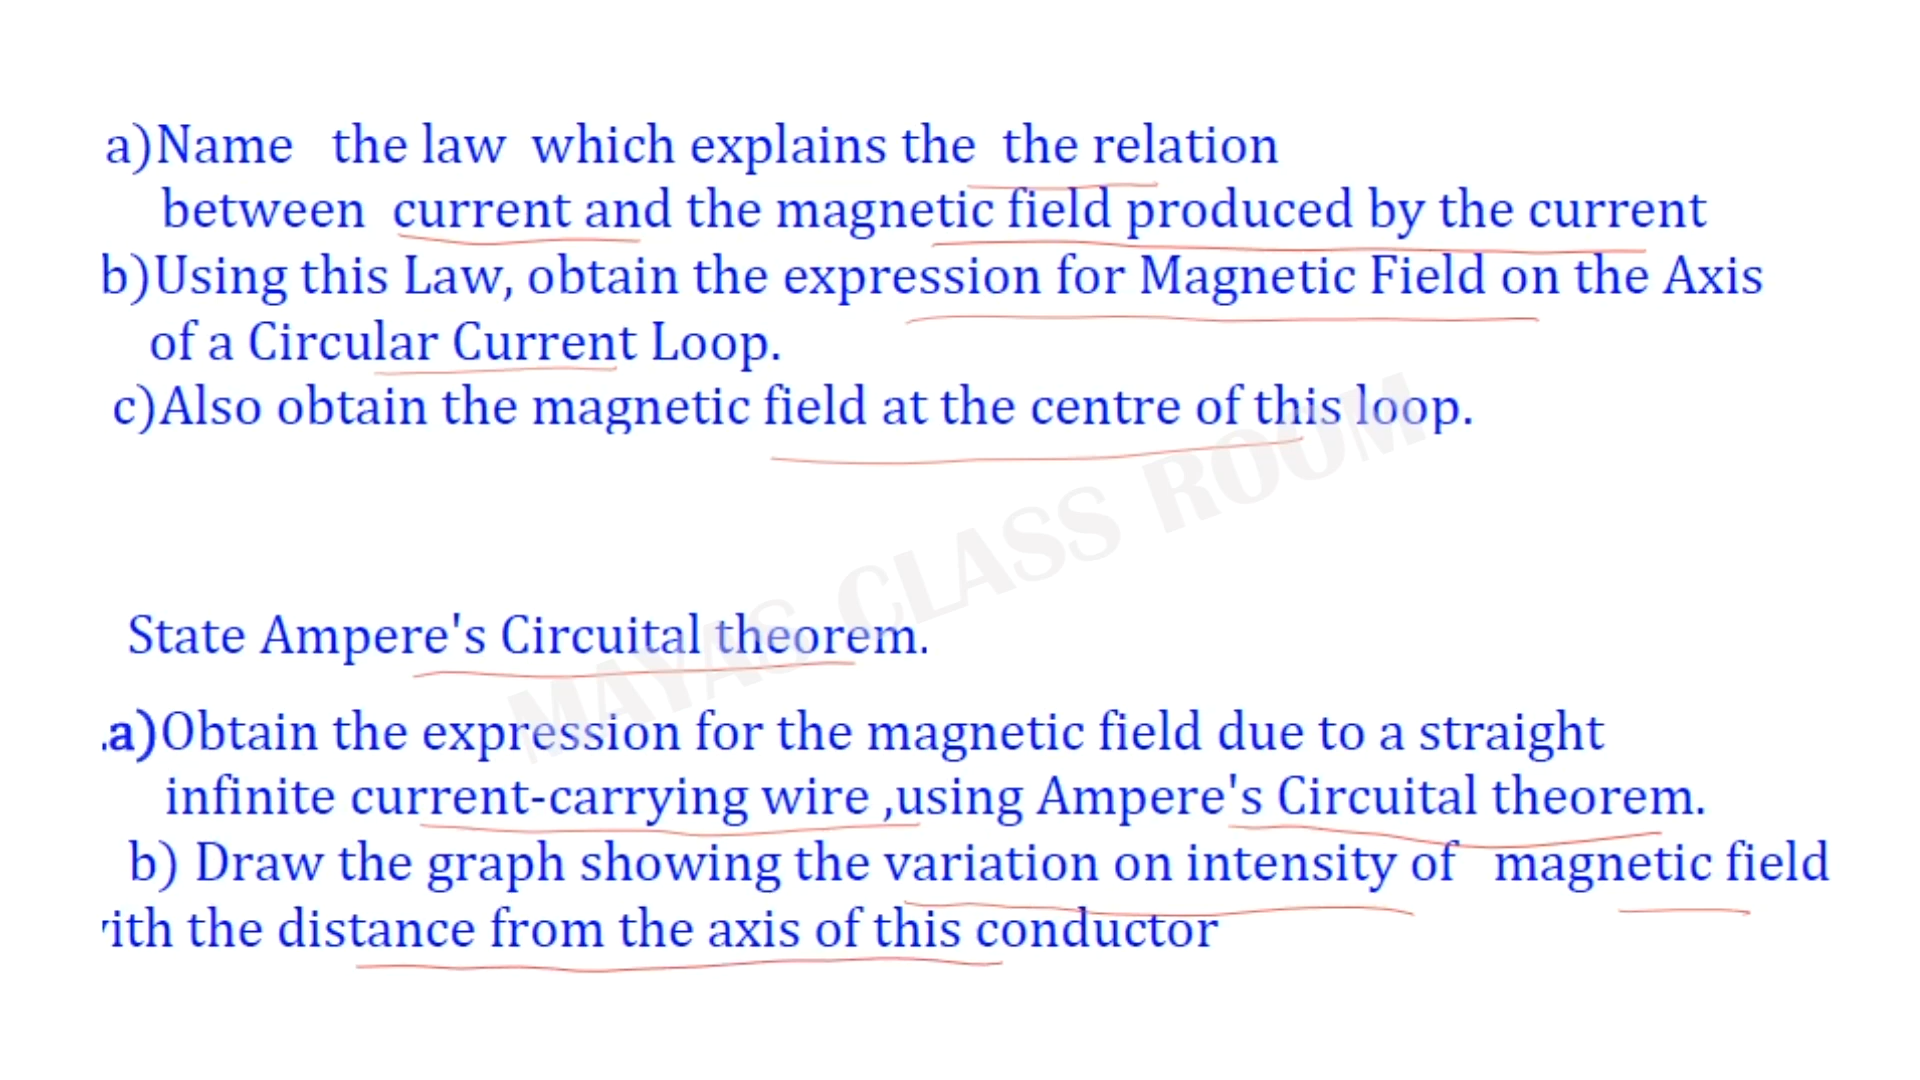 a)Name the law which explains the the relation
between current and the magnetic field produced by the current
b)Using this Law, obtain the expression for Magnetic Field on the Axis
of a Circular Current Loop.
c)Also obtain the magnetic field at the centre of this loop.
MAYAS CLASS ROOM
State Ampere's Circuital theorem.
.a)Obtain the expression for the magnetic field due to a straight
infinite current-carrying wire ,using Ampere's Circuital theorem.
b) Draw the graph showing the variation on intensity of magnetic field
ith the distance from the axis of this conductor